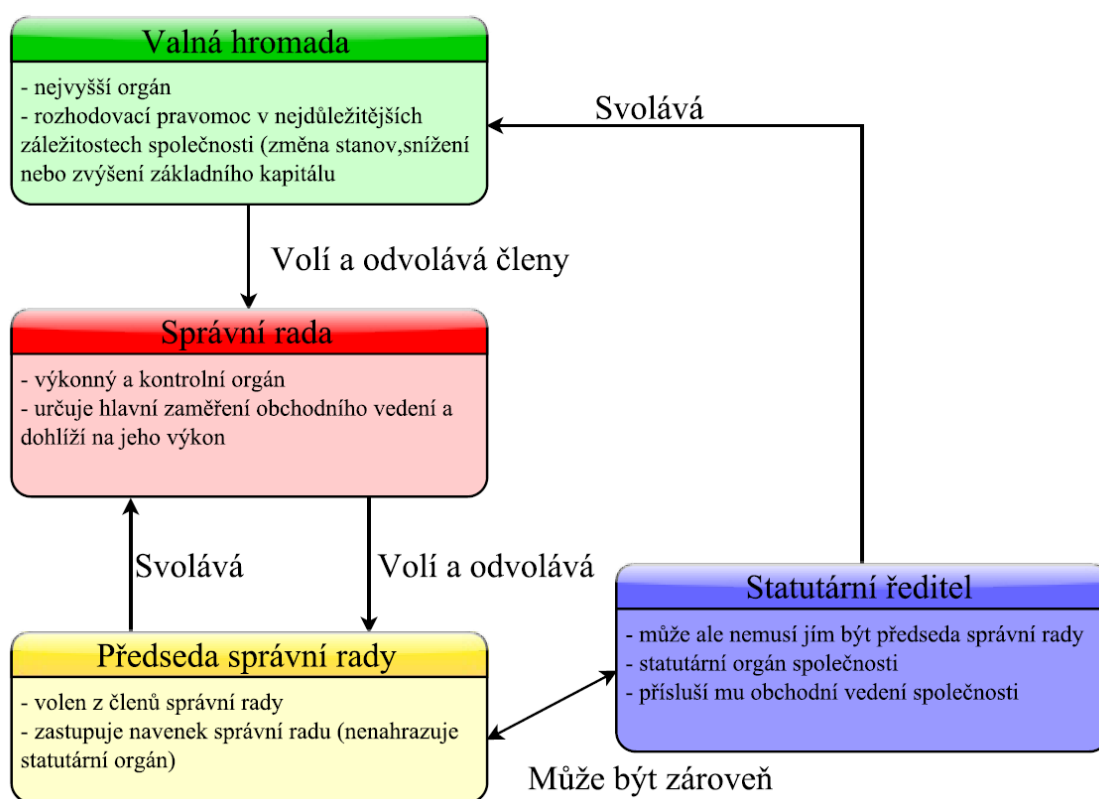 Valná hromada
- nejvyšší orgán
- rozhodovací pravomoc v nejdůležitějších
záležitostech společnosti (změna stanov,snížení
nebo zvýšení základního kapitálu
Svolává
Volí a odvolává členy
Správní rada
- výkonný a kontrolní orgán
- určuje hlavní zaměření obchodního vedení a
dohlíží na jeho výkon
Svolává
Volí a odvolává
Statutární ředitel
- může ale nemusí jím být předseda správní rady
- statutární orgán společnosti
- přísluší mu obchodní vedení společnosti
Předseda správní rady
- volen z členů správní rady
- zastupuje navenek správní radu (nenahrazuje
statutární orgán)
Může být zároveň